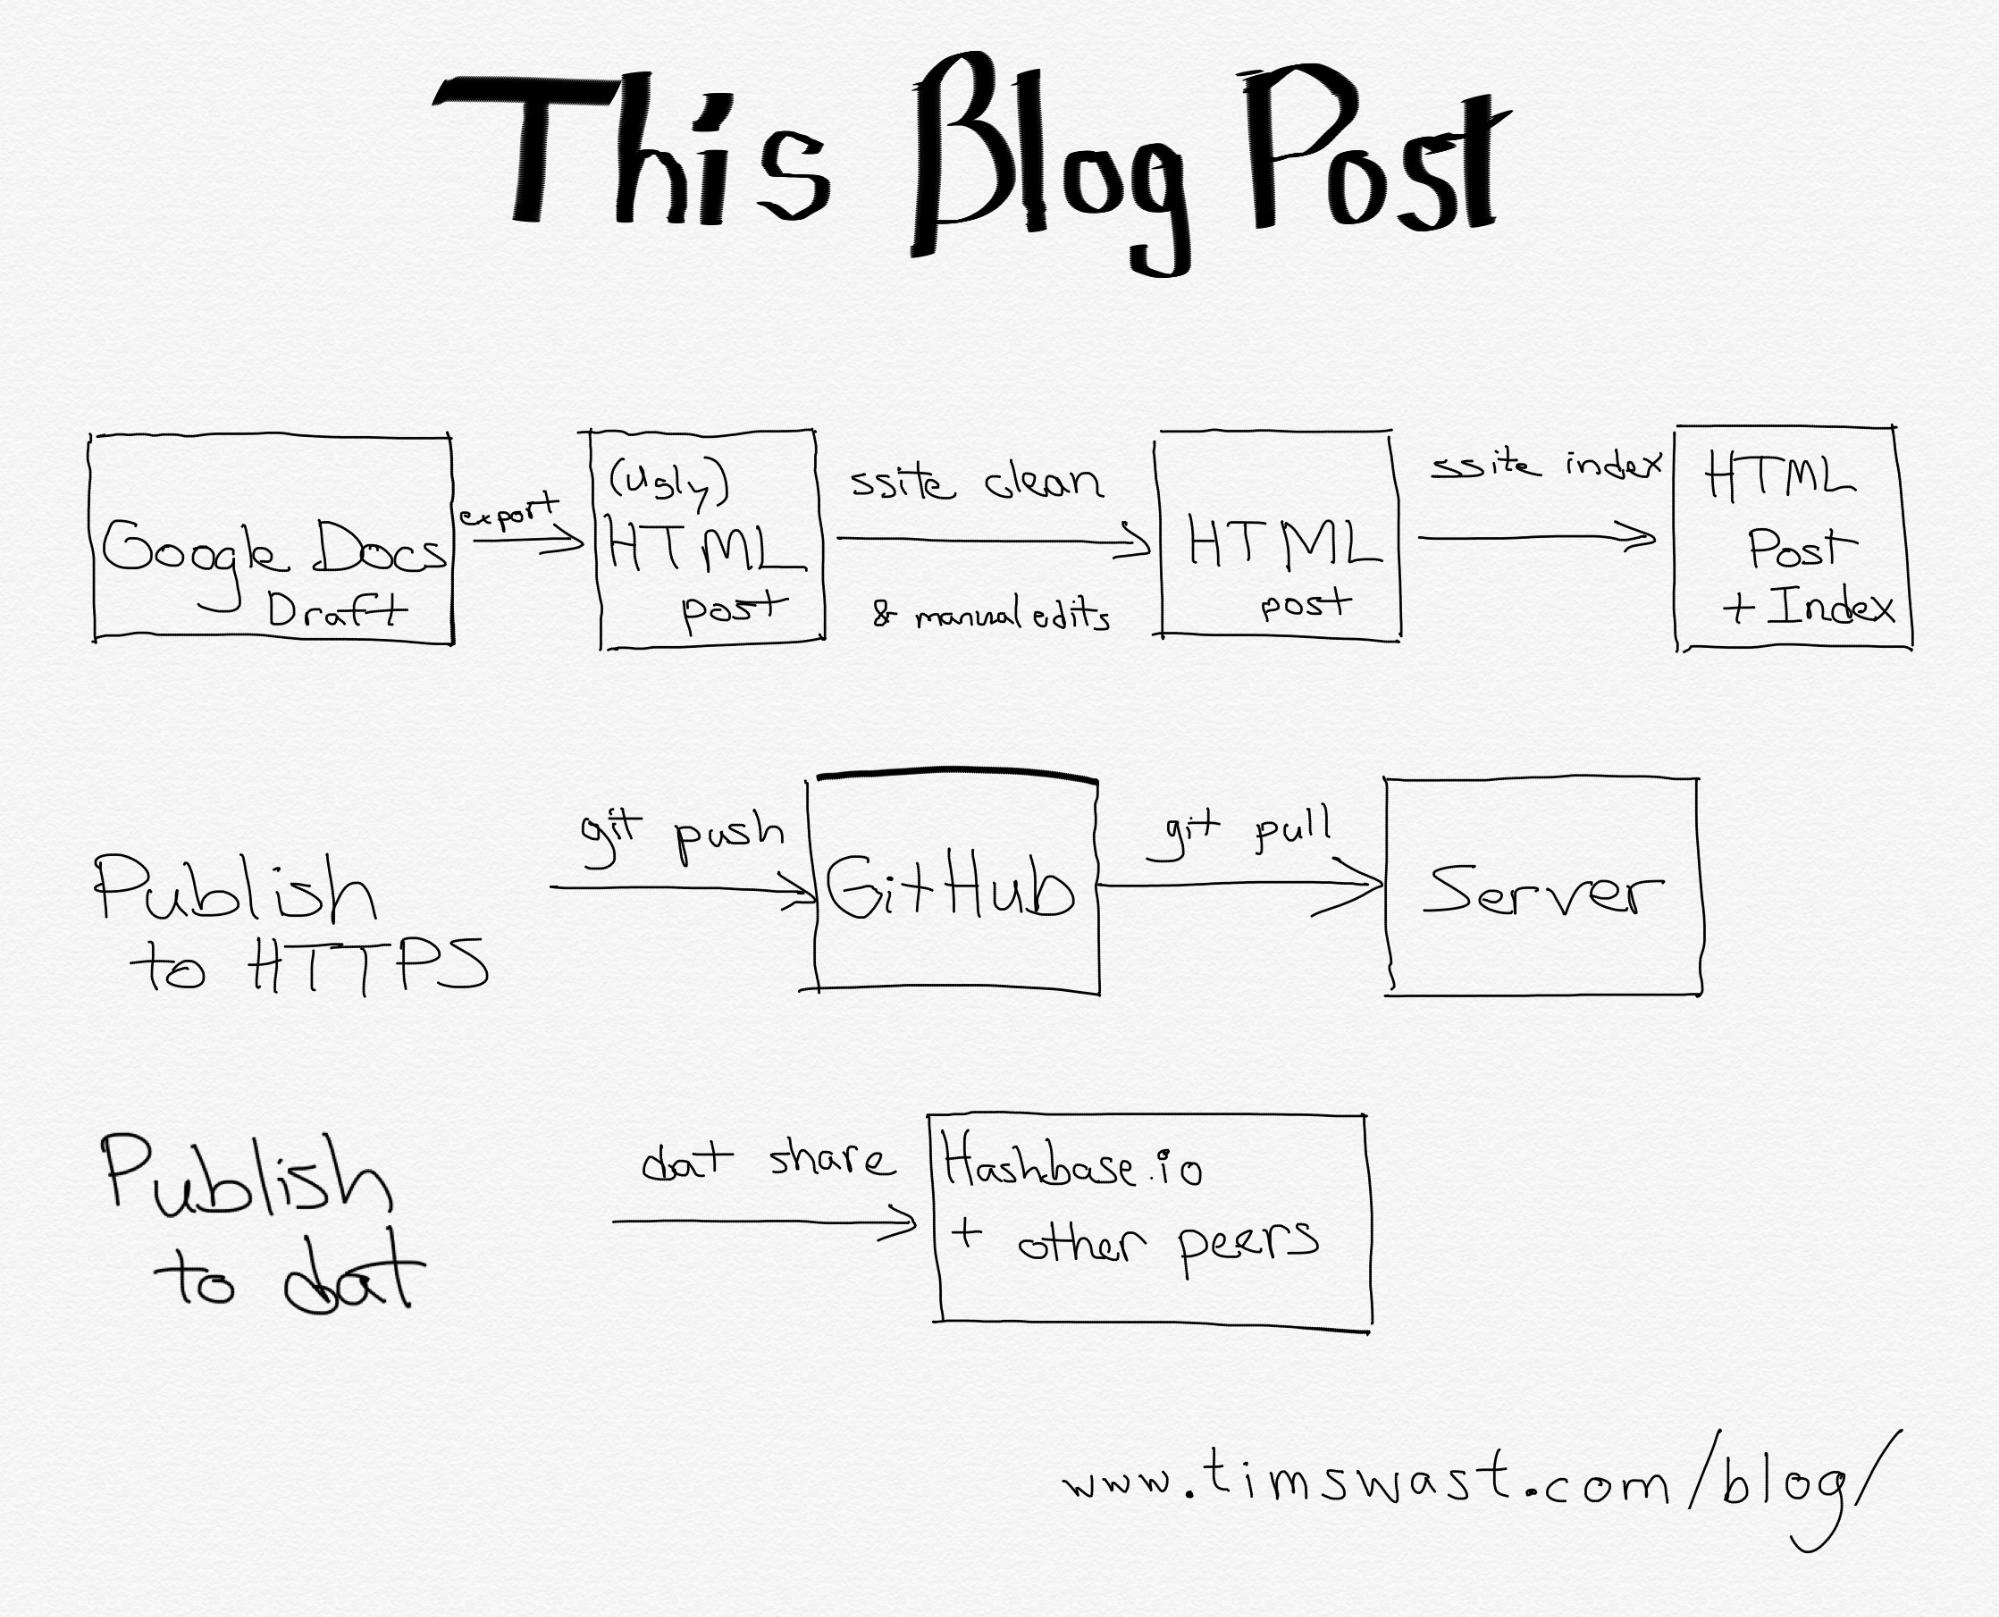 This Blog Post
Google Docs
Draft
export
(Ugly)
HTML
post
ssite clean
& manual edits
HTML
post
ssite index
HTML
Post
+ Index
Publish
to HTTPS
git push
GitHub
git pull
Server
Publish
to dat
dat share
Hashbase.io
+ other peers
www.timswast.com/blog/